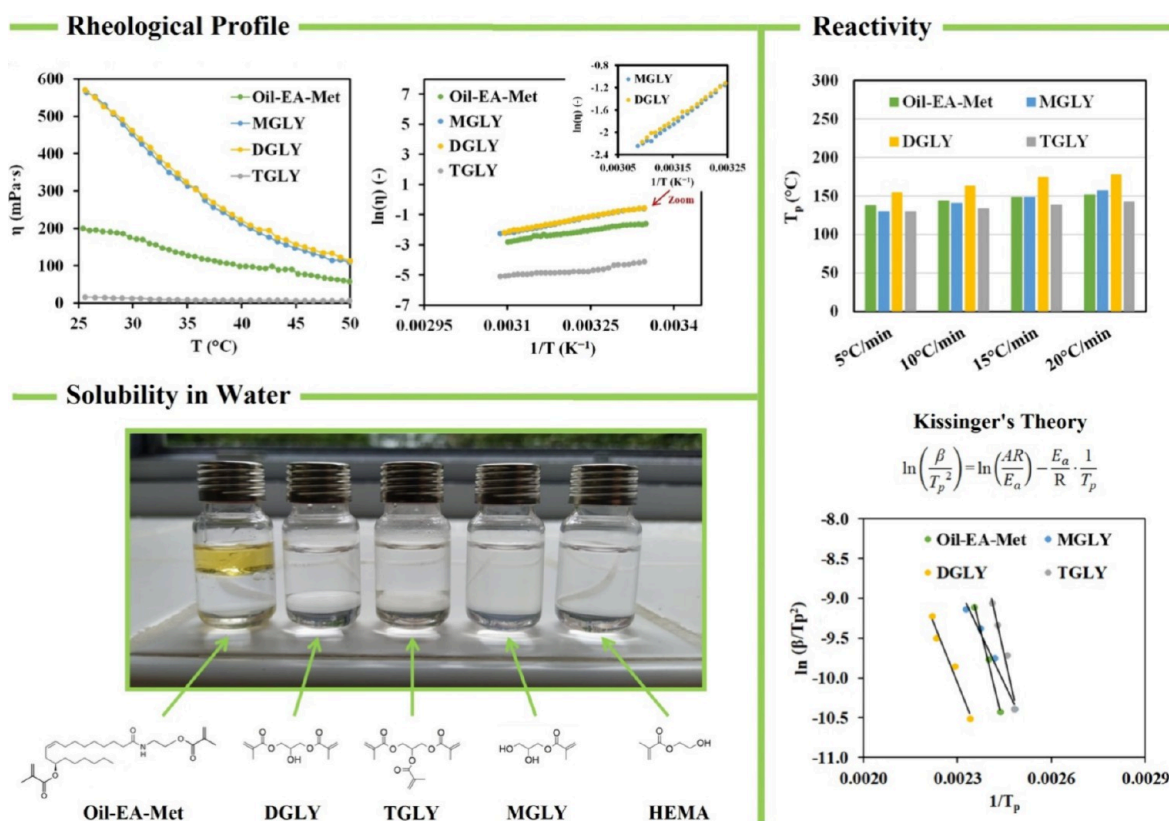 Rheological Profile
600
500
400
300
200
100
0
η (mPa·s)
25 30 35 40 45 50
T (°C)
Oil-EA-Met
MGLY
DGLY
TGLY
7
5
3
1
-1
-3
-5
-7
ln(η) (-)
0.00295 0.0031 0.00325 0.0034
1/T (K⁻¹)
Oil-EA-Met
MGLY
DGLY
TGLY
-0.8
-1.2
-1.6
-2
-2.4
ln(η) (-)
MGLY
DGLY
0.00305 0.00315 0.00325
1/T (K⁻¹)
Zoom
Solubility in Water
O
O
N
H
O
O
O
Oil-EA-Met
O
O
OH
O
O
DGLY
O
O
O
O
O
O
TGLY
HO
OH
O
O
MGLY
O
O
OH
HEMA
Reactivity
300
250
200
150
100
50
0
Tₚ (°C)
Oil-EA-Met MGLY
DGLY TGLY
5°C/min 10°C/min 15°C/min 20°C/min
Kissinger's Theory
ln(β/Tₚ²) = ln(AR/Eₐ) − Eₐ/R · 1/Tₚ
-8.0
-8.5
-9.0
-9.5
-10.0
-10.5
-11.0
ln (β/Tp²)
Oil-EA-Met MGLY
DGLY TGLY
0.0020 0.0023 0.0026 0.0029
1/Tₚ